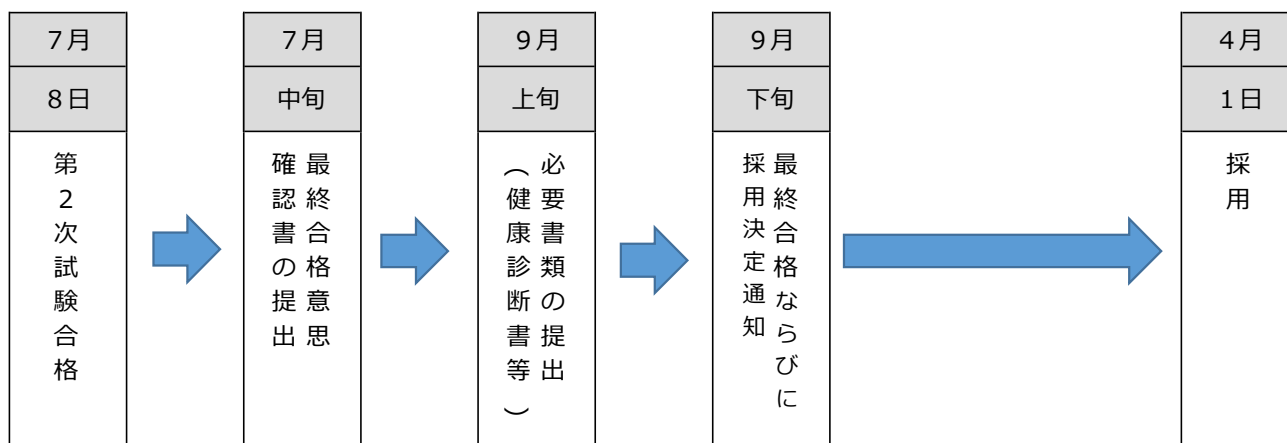 7月
8日
第2次試験合格
7月
中旬
最終合格意思
確認書の提出
9月
上旬
必要書類の提出
(健康診断書等)
9月
下旬
最終合格ならびに
採用決定通知
4月
1日
採用